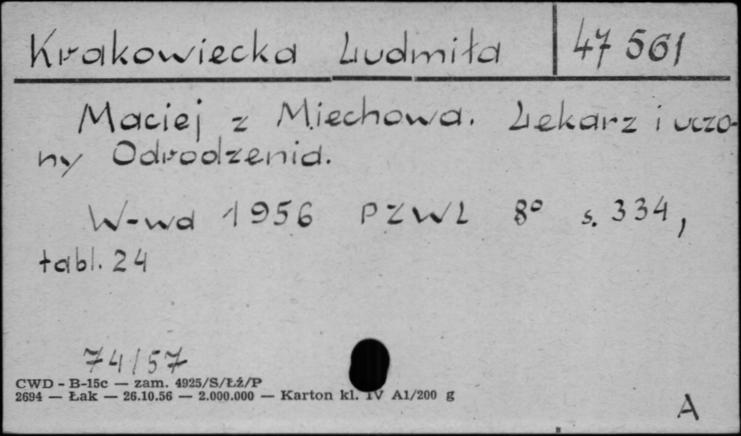 Krakowiecka Ludmiła 47 561
Maciej z Miechowa. Lekarz i uczo-
ny Odrodzenia.
W-wa 1956 PZWL 8° s. 334,
tabl. 24
74/57
CWD - B-15c — zam. 4925/S/Łż/P
2694 — Łak — 26.10.56 — 2.000.000 — Karton kl. IV A1/200 g
A